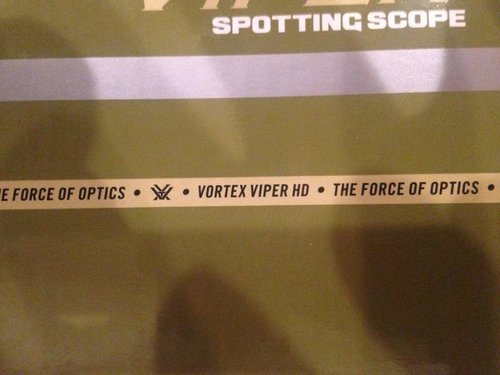 SPOTTING SCOPE
FORCE OF OPTICS • • VORTEX VIPER HD • THE FORCE OF OPTICS •